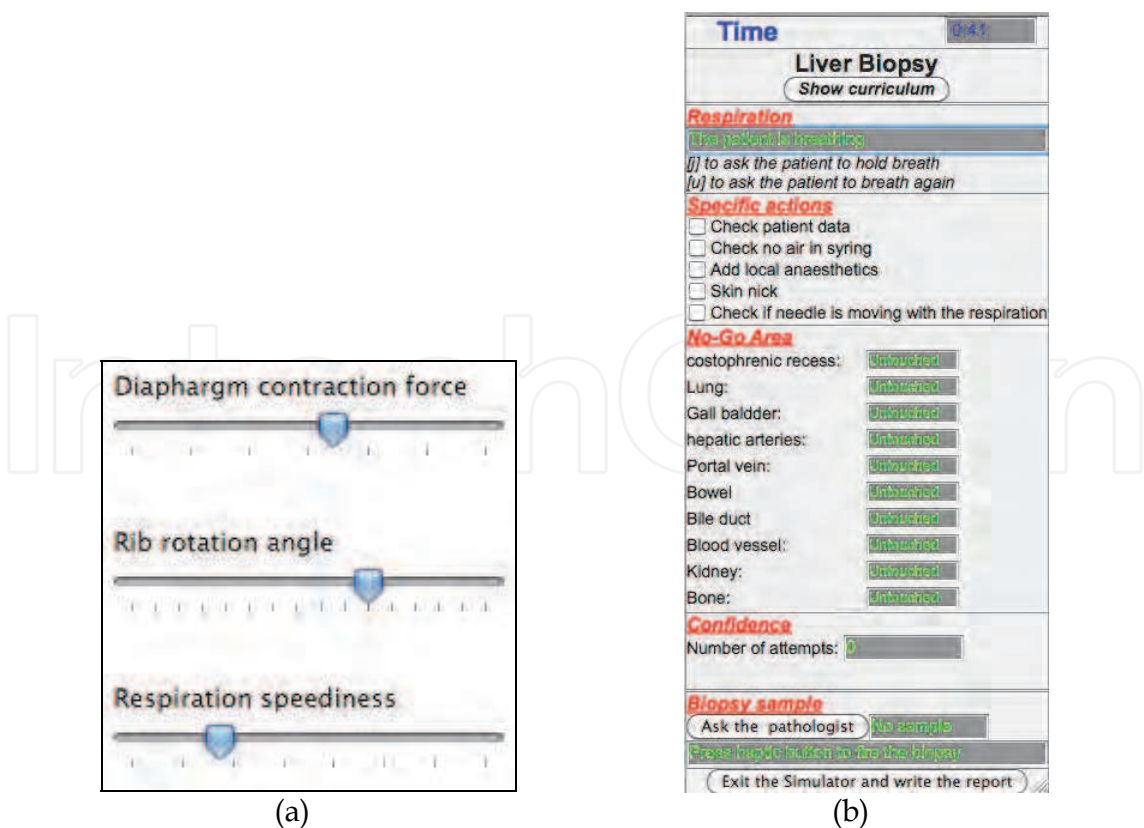 Diaphargm contraction force
Rib rotation angle
Respiration speediness
(a)
Time 0:41
Liver Biopsy
Show curriculum
Respiration
The patient is breathing
[j] to ask the patient to hold breath
[u] to ask the patient to breath again
Specific actions
Check patient data
Check no air in syring
Add local anaesthetics
Skin nick
Check if needle is moving with the respiration
No-Go Area
costophrenic recess: Untouched
Lung: Untouched
Gall baldder: Untouched
hepatic arteries: Untouched
Portal vein: Untouched
Bowel Untouched
Bile duct Untouched
Blood vessel: Untouched
Kidney: Untouched
Bone: Untouched
Confidence
Number of attempts: 0
Biopsy sample
Ask the pathologist No sample
Press haptic button to fire the biopsy
Exit the Simulator and write the report
(b)